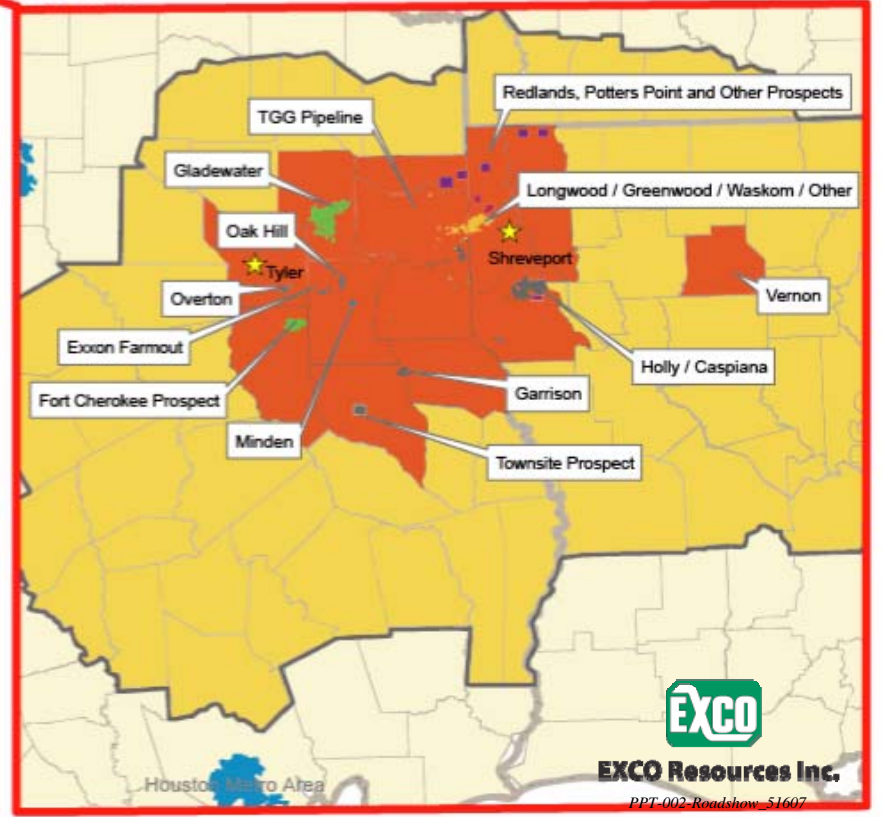 Redlands, Potters Point and Other Prospects
TGG Pipeline
Gladewater
Longwood / Greenwood / Waskom / Other
Oak Hill
Shreveport
Tyler
Overton
Vernon
Exxon Farmout
Holly / Caspiana
Fort Cherokee Prospect
Garrison
Minden
Townsite Prospect
EXCO
EXCO Resources Inc.
Houston Metro Area
PPT-002-Roadshow_51607